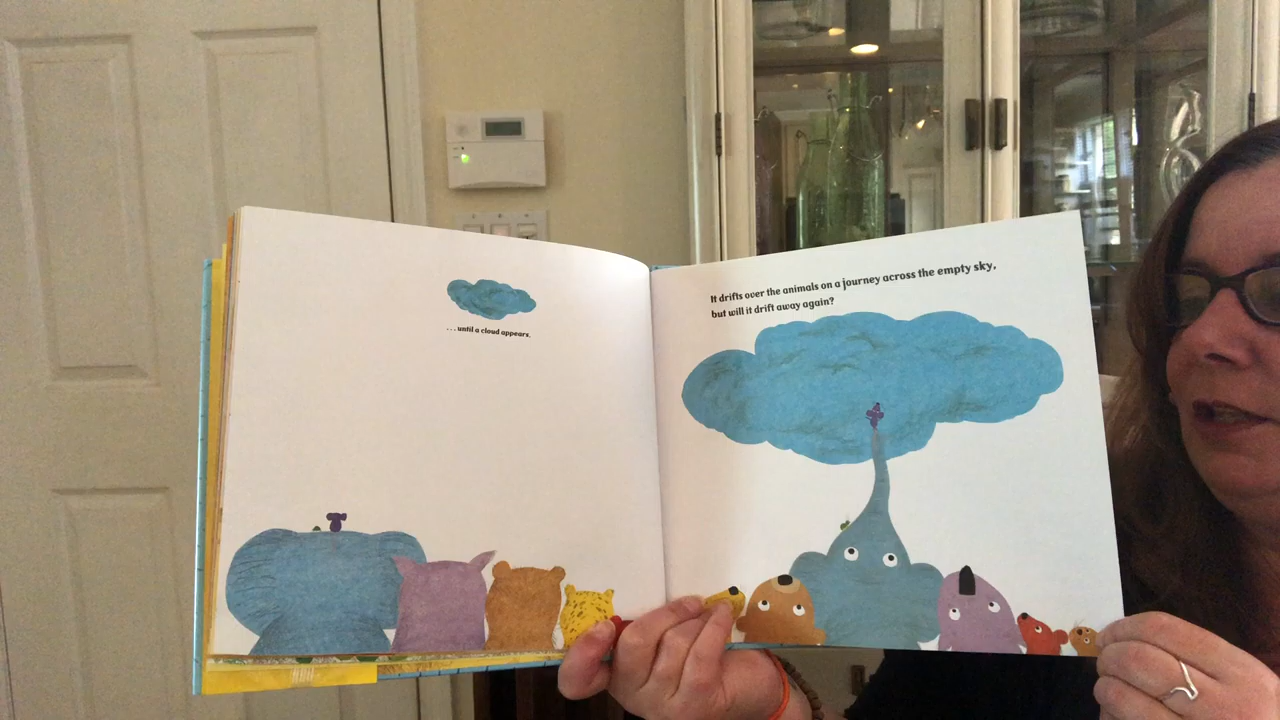 ...until a cloud appears.
It drifts over the animals on a journey across the empty sky,
but will it drift away again?